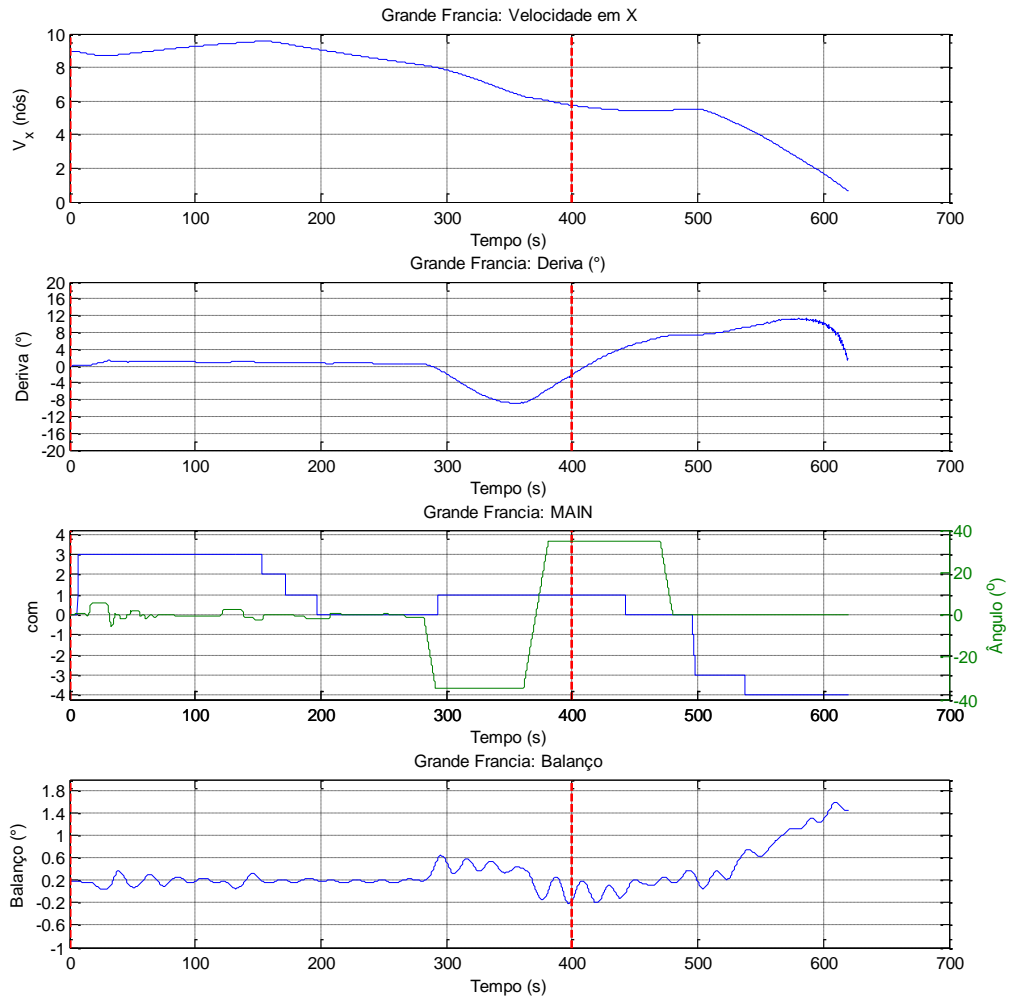 Grande Francia: Velocidade em X
10
8
6
4
2
0
V_x (nós)
0 100 200 300 400 500 600 700
Tempo (s)
Grande Francia: Deriva (°)
20
16
12
8
4
0
-4
-8
-12
-16
-20
Deriva (°)
0 100 200 300 400 500 600 700
Tempo (s)
Grande Francia: MAIN
4
3
2
1
0
-1
-2
-3
-4
com
40
20
0
-20
-40
Ângulo (º)
0 100 200 300 400 500 600 700
Tempo (s)
Grande Francia: Balanço
1.8
1.4
1
0.6
0.2
-0.2
-0.6
-1
Balanço (°)
0 100 200 300 400 500 600 700
Tempo (s)